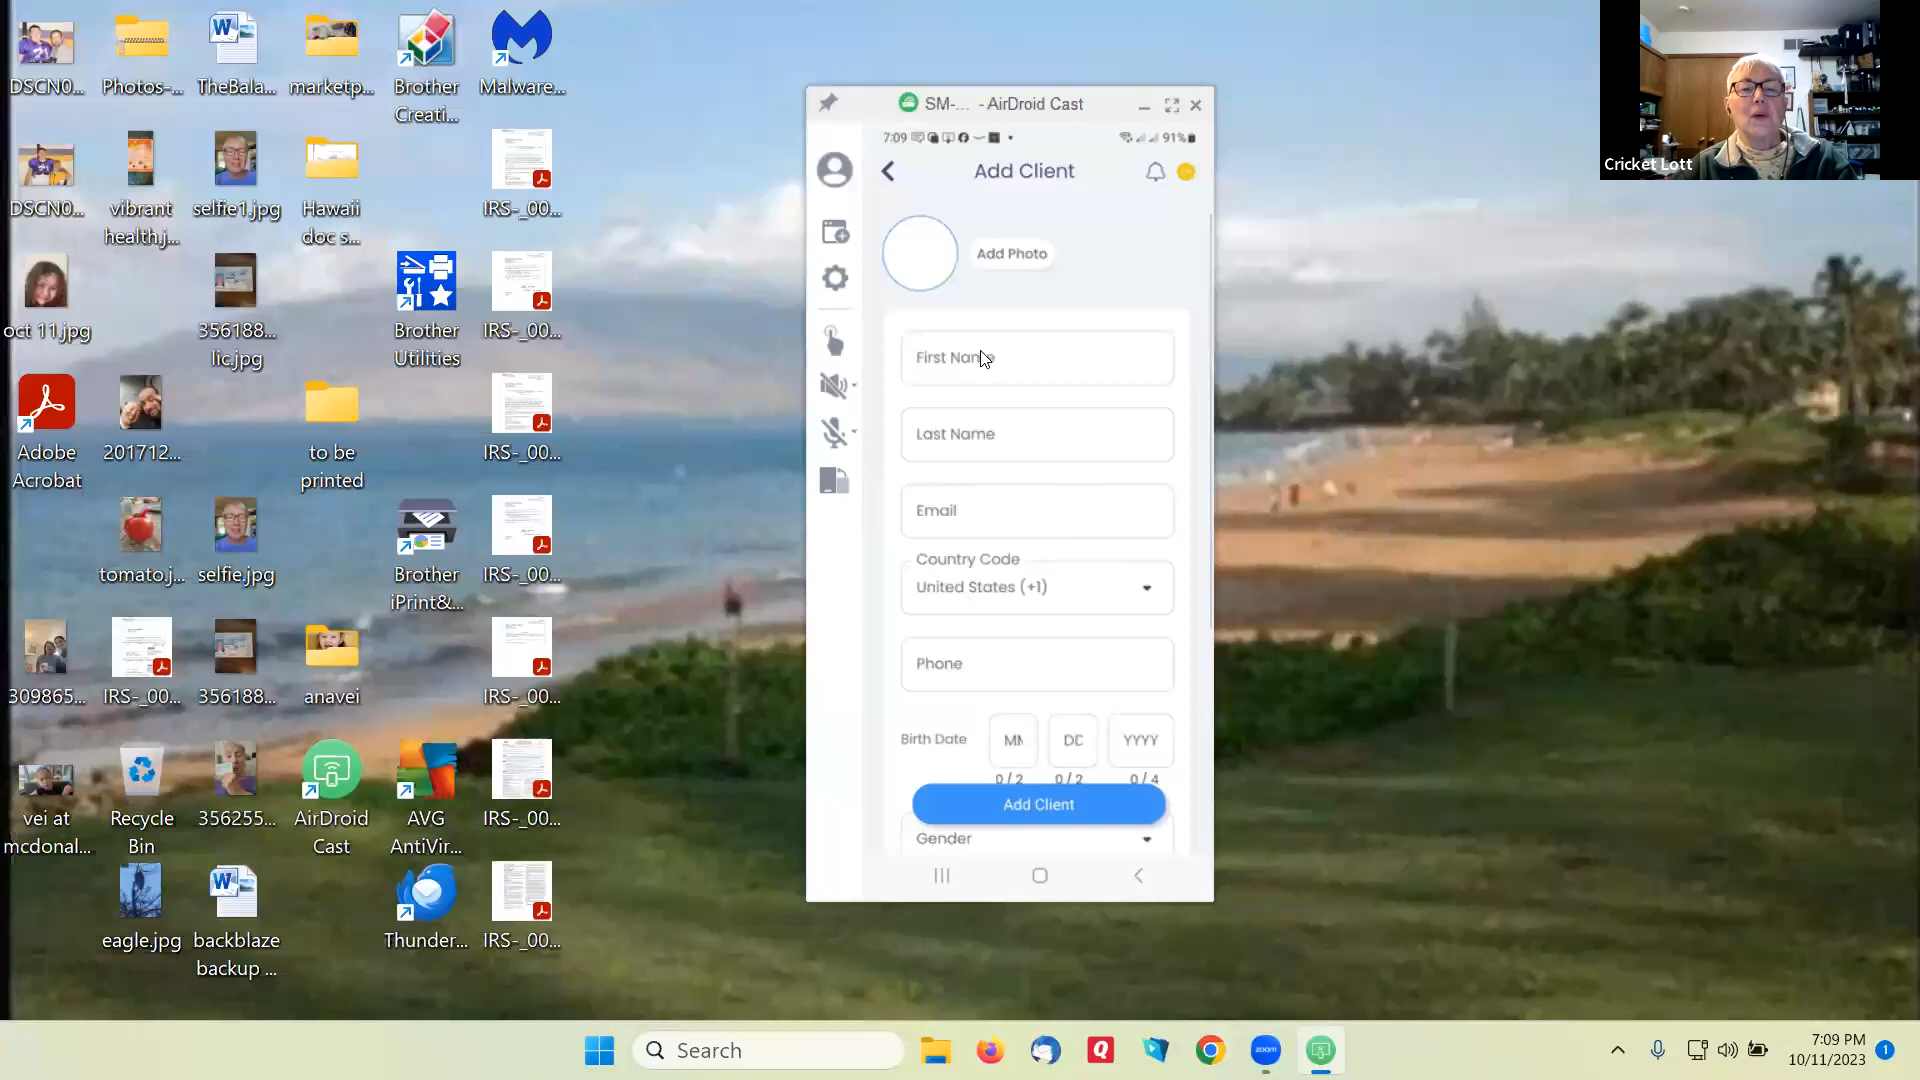 DSCN0...
Photos-...
TheBala...
marketp...
Brother
Creati...
Malware...
DSCN0...
vibrant
health.j...
selfie1.jpg
Hawaii
doc s...
IRS-_00...
oct 11.jpg
356188...
lic.jpg
Brother
Utilities
IRS-_00...
Adobe
Acrobat
201712...
to be
printed
IRS-_00...
tomato.j...
selfie.jpg
Brother
iPrint&...
IRS-_00...
309865...
IRS-_00...
356188...
anavei
IRS-_00...
vei at
mcdonal...
Recycle
Bin
356255...
AirDroid
Cast
AVG
AntiVir...
IRS-_00...
eagle.jpg
backblaze
backup ...
Thunder...
IRS-_00...
SM-... - AirDroid Cast
7:09
91%
Add Client
Add Photo
First Name
Last Name
Email
Country Code
United States (+1)
Phone
Birth Date
DD
YYYY
0 / 2
0 / 2
0 / 4
Add Client
Gender
Cricket Lott
Search
zoom
7:09 PM
10/11/2023
1